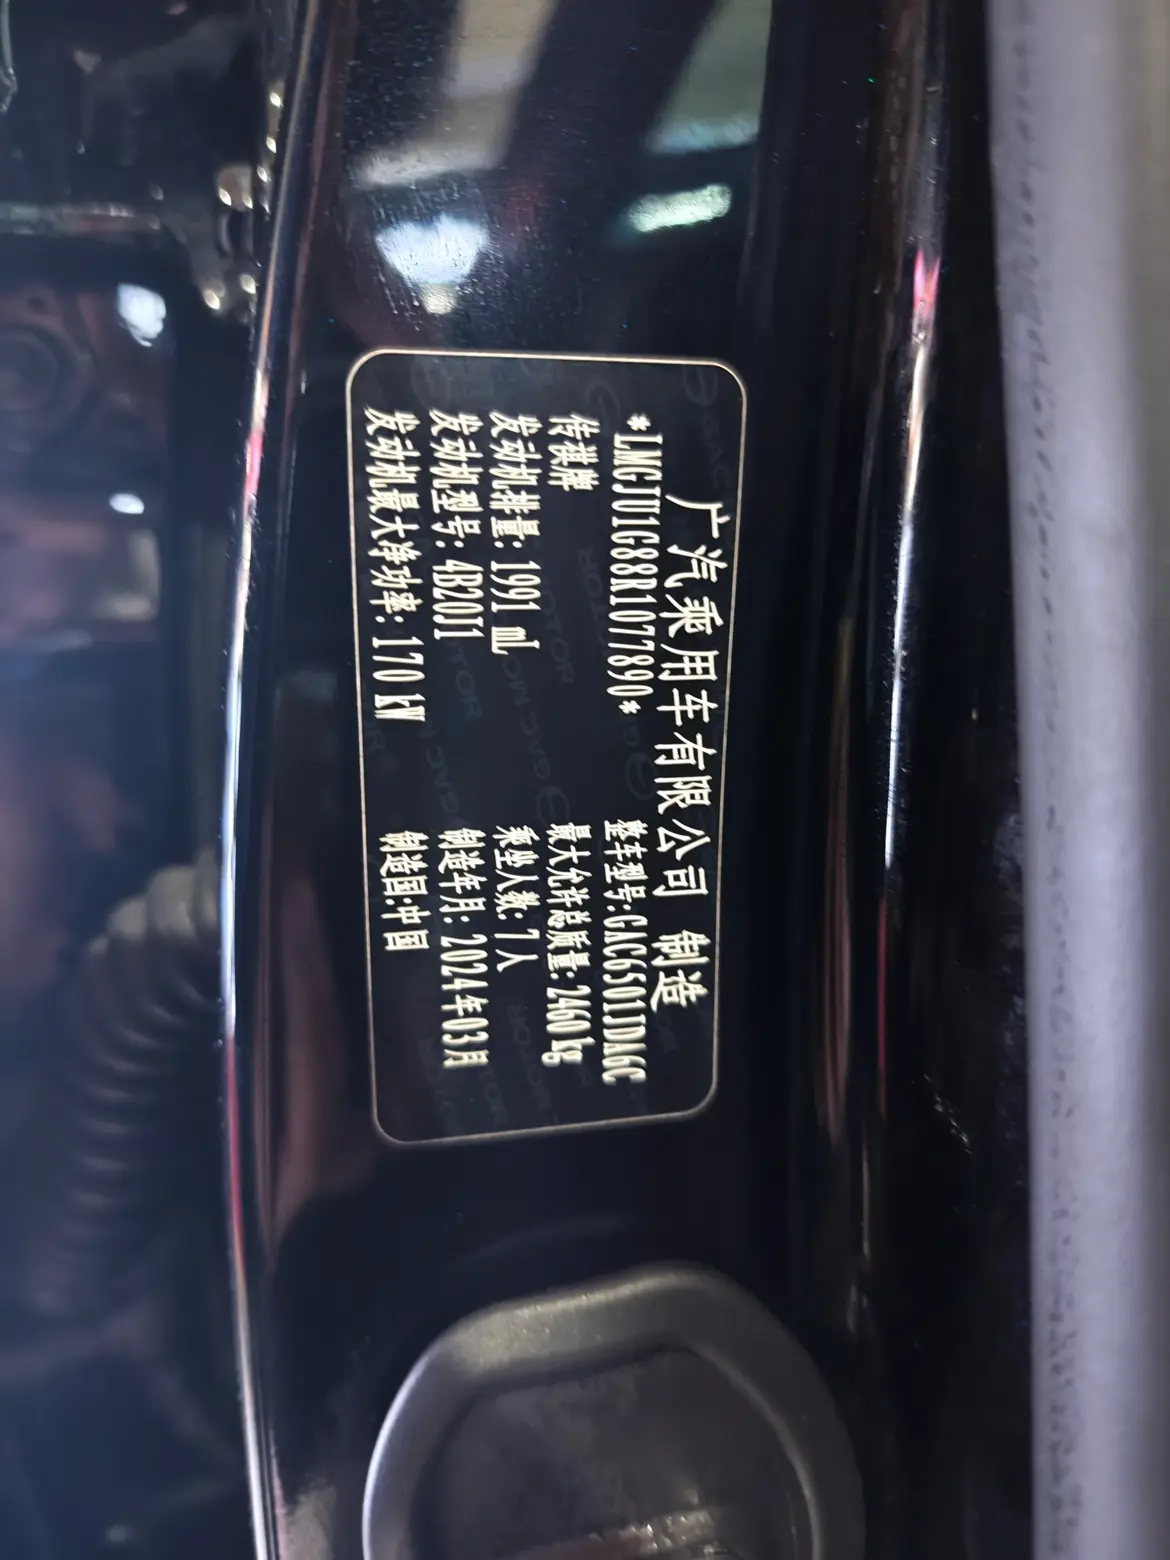 广汽乘用车有限公司 制造
*LMGJU1G88R1077890*
整车型号:GAC6501JDA6C
传祺牌
最大允许总质量:2460kg
发动机排量:1991 mL
乘坐人数:7人
发动机型号:4B20J1
制造年月:2024年03月
发动机最大净功率:170 kW
制造国:中国